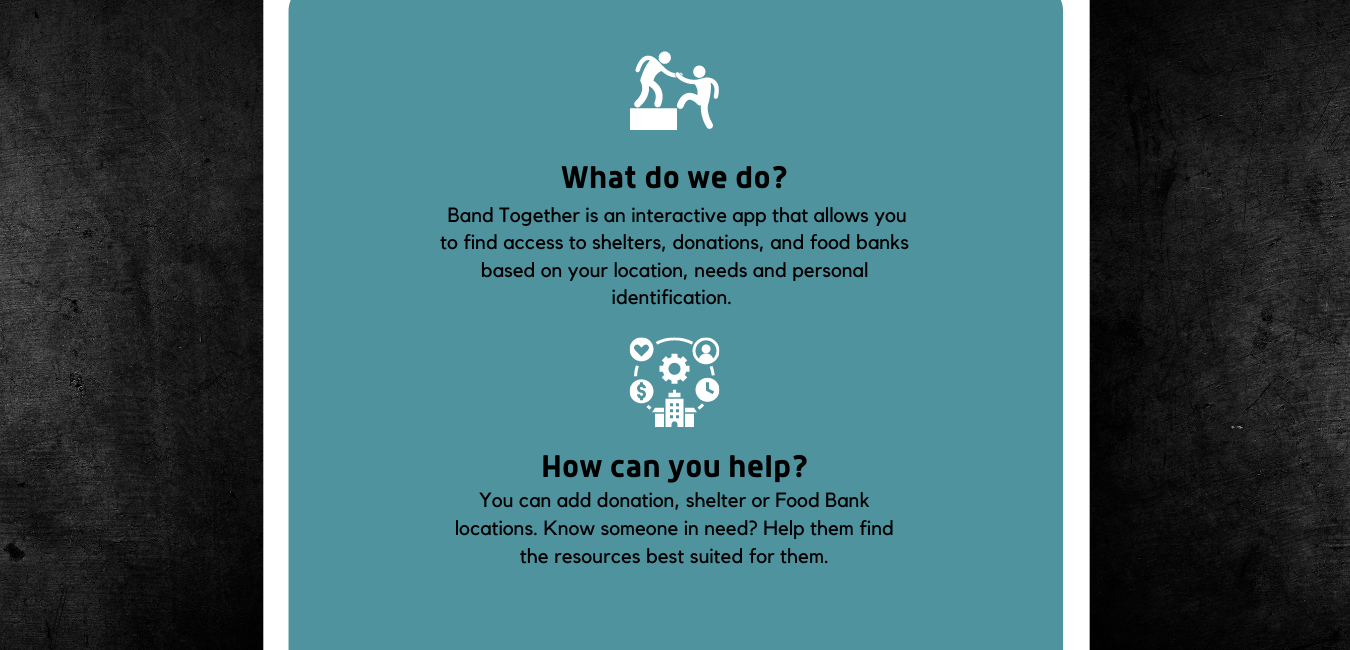 What do we do?
Band Together is an interactive app that allows you
to find access to shelters, donations, and food banks
based on your location, needs and personal
identification.
$
How can you help?
You can add donation, shelter or Food Bank
locations. Know someone in need? Help them find
the resources best suited for them.